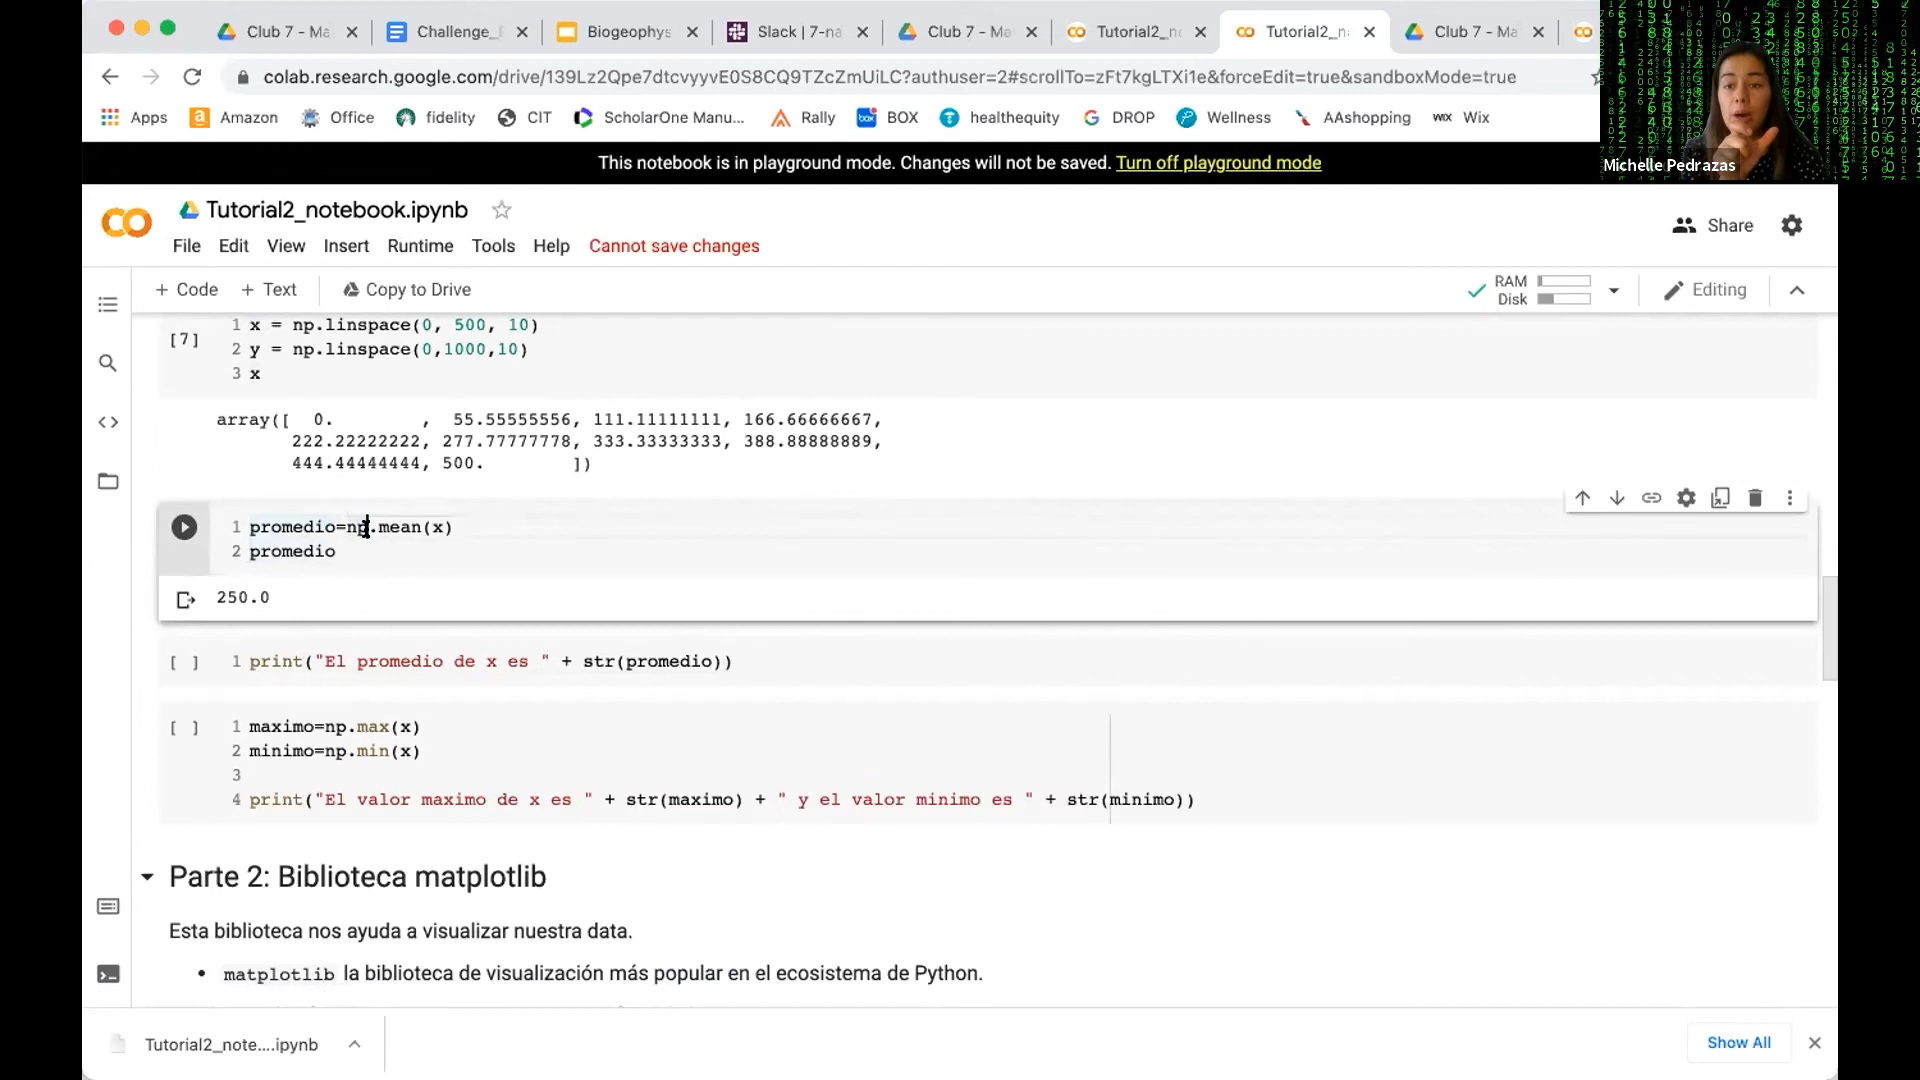 Club 7 - Ma
Challenge_
Biogeophys
Slack | 7-na
Club 7 - Ma
Tutorial2_n
Tutorial2_n
Club 7 - Ma
colab.research.google.com/drive/139Lz2Qpe7dtcvyyvE0S8CQ9TZcZmUiLC?authuser=2#scrollTo=zFt7kgLTXi1e&forceEdit=true&sandboxMode=true
Apps
Amazon
Office
fidelity
CIT
ScholarOne Manu...
Rally
box BOX
healthequity
DROP
Wellness
AAshopping
WIX Wix
Michelle Pedrazas
This notebook is in playground mode. Changes will not be saved. Turn off playground mode
Tutorial2_notebook.ipynb
Share
File Edit View Insert Runtime Tools Help Cannot save changes
+ Code + Text Copy to Drive
RAM
Disk
Editing
[7]
1 x = np.linspace(0, 500, 10)
2 y = np.linspace(0,1000,10)
3 x
array([ 0. , 55.55555556, 111.11111111, 166.66666667,
222.22222222, 277.77777778, 333.33333333, 388.88888889,
444.44444444, 500. ])
1 promedio=np.mean(x)
2 promedio
250.0
[ ] 1 print("El promedio de x es " + str(promedio))
[ ] 1 maximo=np.max(x)
2 minimo=np.min(x)
3
4 print("El valor maximo de x es " + str(maximo) + " y el valor minimo es " + str(minimo))
Parte 2: Biblioteca matplotlib
Esta biblioteca nos ayuda a visualizar nuestra data.
• matplotlib la biblioteca de visualización más popular en el ecosistema de Python.
Tutorial2_note....ipynb
Show All